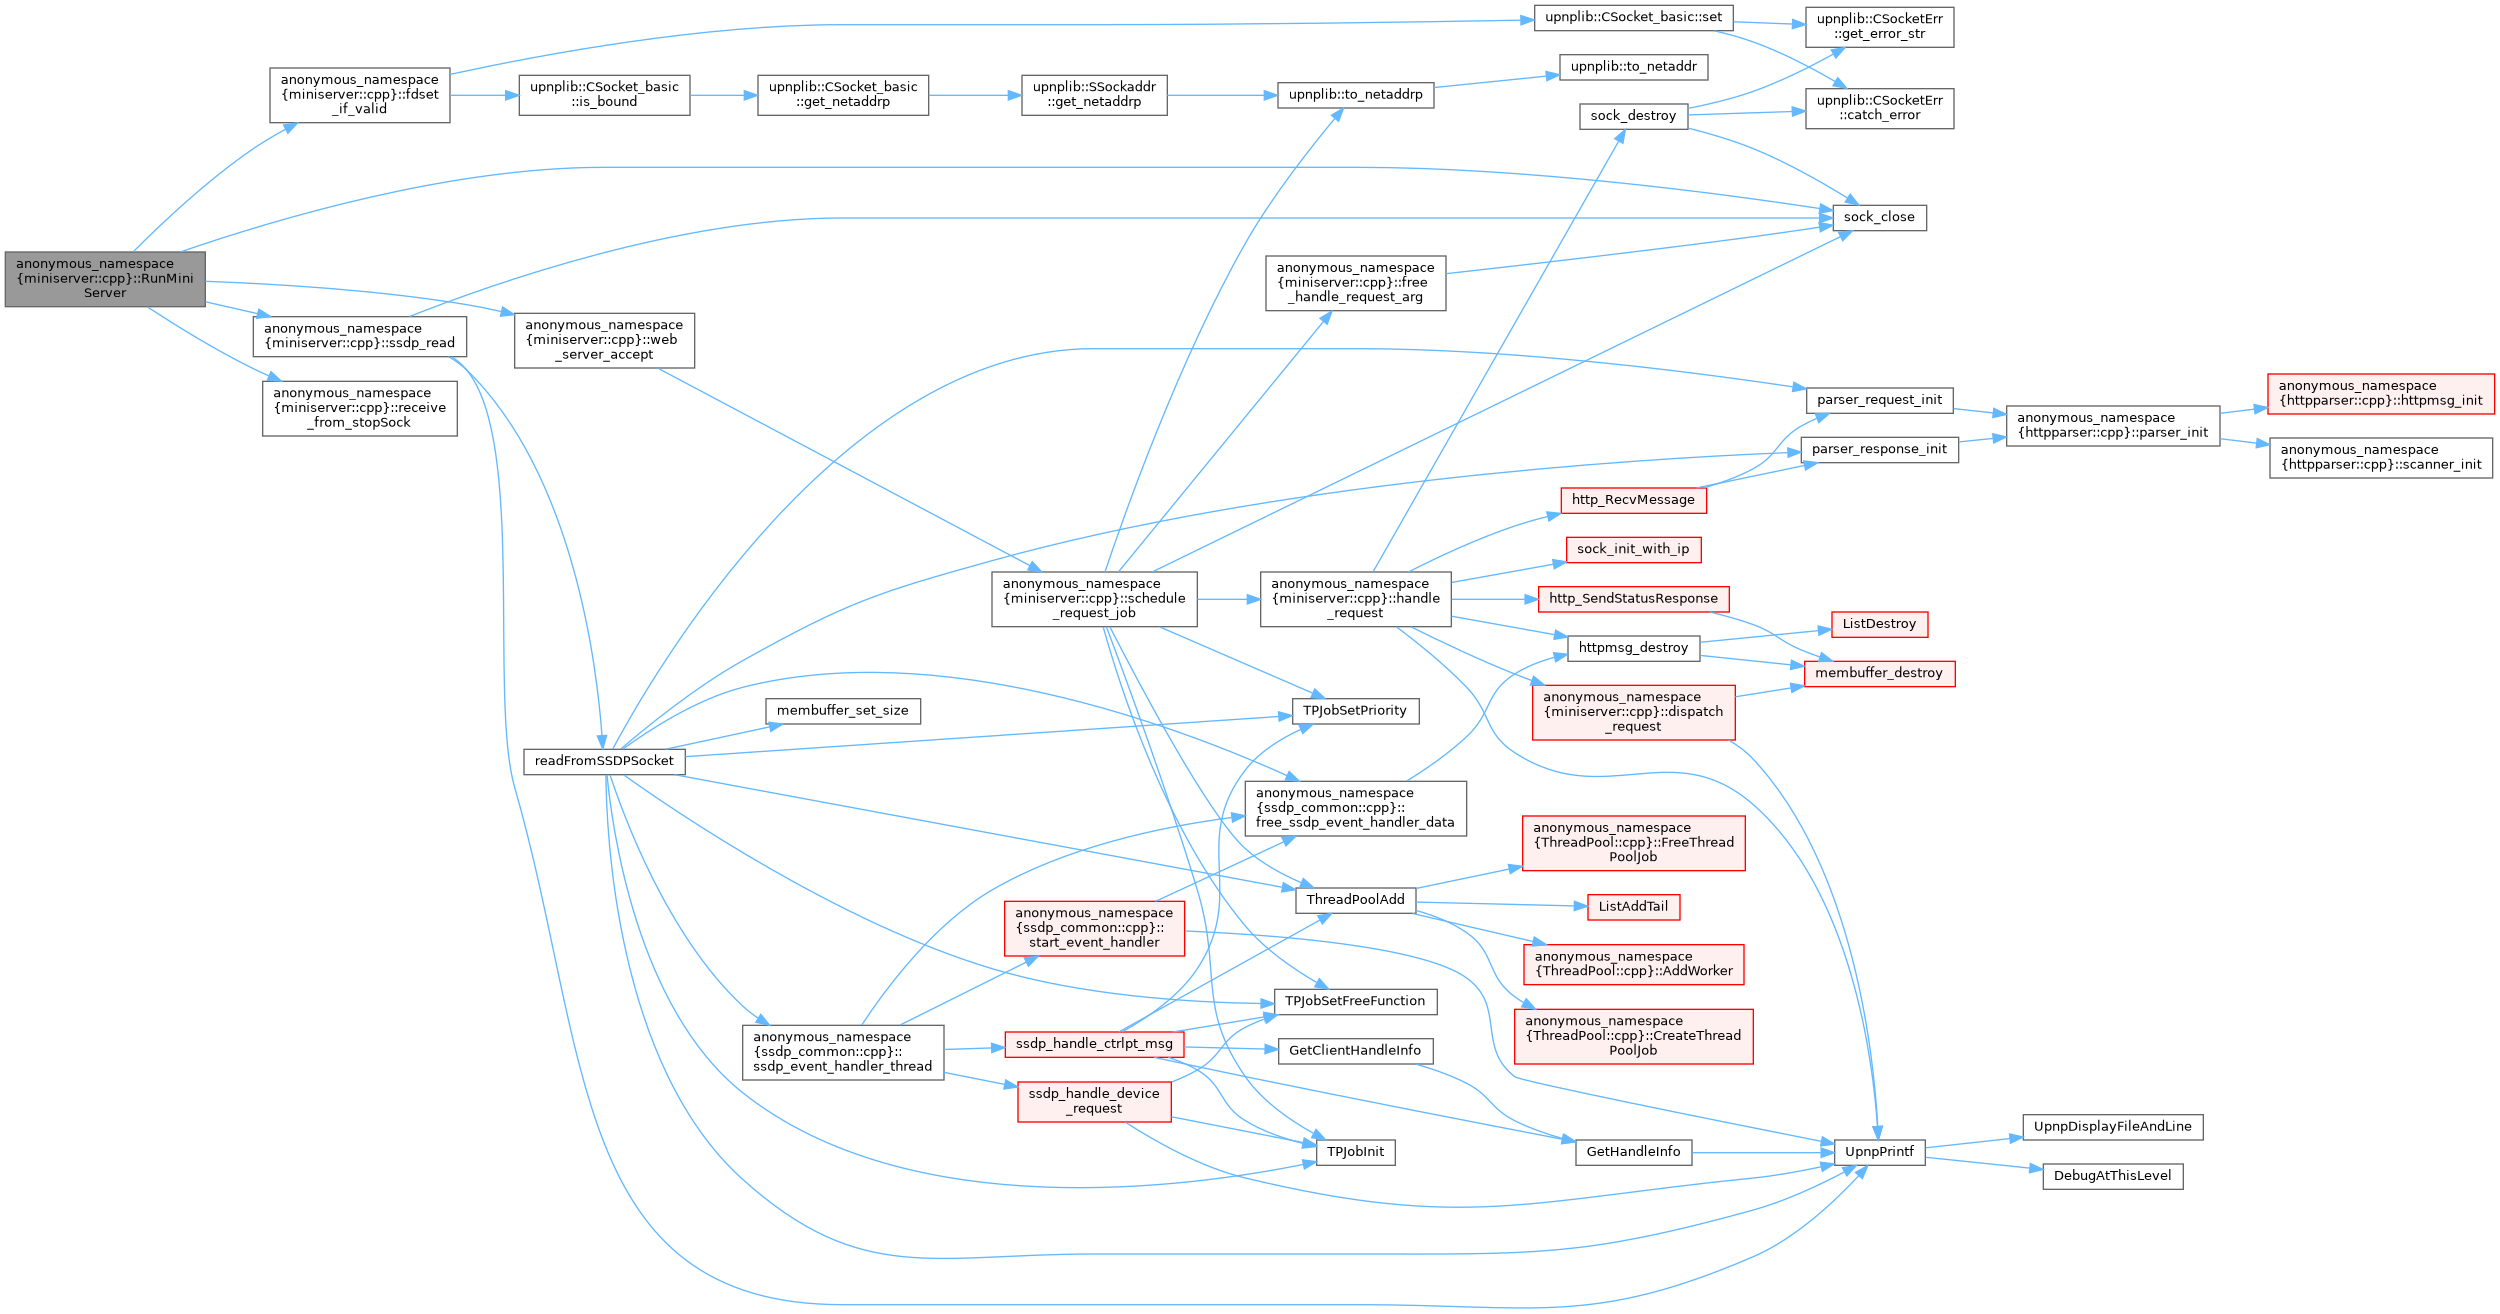 anonymous_namespace
{miniserver::cpp}::RunMini
Server
anonymous_namespace
{miniserver::cpp}::fdset
_if_valid
anonymous_namespace
{miniserver::cpp}::ssdp_read
anonymous_namespace
{miniserver::cpp}::receive
_from_stopSock
upnplib::CSocket_basic
::is_bound
anonymous_namespace
{miniserver::cpp}::web
_server_accept
readFromSSDPSocket
upnplib::CSocket_basic
::get_netaddrp
membuffer_set_size
anonymous_namespace
{ssdp_common::cpp}::
ssdp_event_handler_thread
upnplib::SSockaddr
::get_netaddrp
anonymous_namespace
{miniserver::cpp}::schedule
_request_job
anonymous_namespace
{ssdp_common::cpp}::
start_event_handler
ssdp_handle_ctrlpt_msg
ssdp_handle_device
_request
upnplib::to_netaddrp
anonymous_namespace
{miniserver::cpp}::free
_handle_request_arg
anonymous_namespace
{miniserver::cpp}::handle
_request
TPJobSetPriority
anonymous_namespace
{ssdp_common::cpp}::
free_ssdp_event_handler_data
ThreadPoolAdd
TPJobSetFreeFunction
GetClientHandleInfo
TPJobInit
upnplib::CSocket_basic::set
upnplib::to_netaddr
sock_destroy
http_RecvMessage
sock_init_with_ip
http_SendStatusResponse
httpmsg_destroy
anonymous_namespace
{miniserver::cpp}::dispatch
_request
anonymous_namespace
{ThreadPool::cpp}::FreeThread
PoolJob
ListAddTail
anonymous_namespace
{ThreadPool::cpp}::AddWorker
anonymous_namespace
{ThreadPool::cpp}::CreateThread
PoolJob
GetHandleInfo
upnplib::CSocketErr
::get_error_str
upnplib::CSocketErr
::catch_error
sock_close
parser_request_init
parser_response_init
ListDestroy
membuffer_destroy
UpnpPrintf
anonymous_namespace
{httpparser::cpp}::parser_init
UpnpDisplayFileAndLine
DebugAtThisLevel
anonymous_namespace
{httpparser::cpp}::httpmsg_init
anonymous_namespace
{httpparser::cpp}::scanner_init